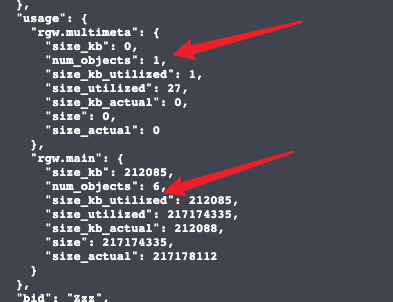 },
"usage": {
"rgw.multimeta": {
"size_kb": 0,
"num_objects": 1,
"size_kb_utilized": 1,
"size_utilized": 27,
"size_kb_actual": 0,
"size": 0,
"size_actual": 0
},
"rgw.main": {
"size_kb": 212085,
"num_objects": 6,
"size_kb_utilized": 212085,
"size_utilized": 217174335,
"size_kb_actual": 212088,
"size": 217174335,
"size_actual": 217178112
}
},
"bid": "Zzz",